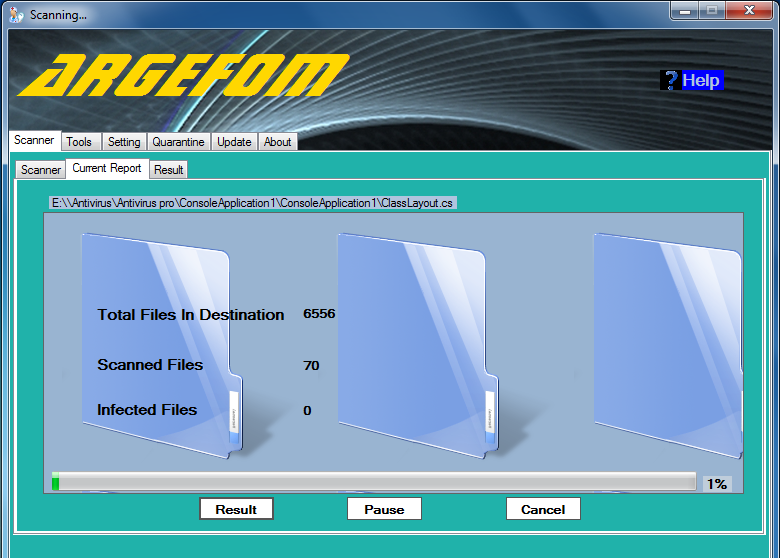 Scanning...
ARGEFOM
? Help
Scanner Tools Setting Quarantine Update About
Scanner Current Report Result
E:\\Antivirus\Antivirus pro\ConsoleApplication1\ConsoleApplication1\ClassLayout.cs
Total Files In Destination 6556
Scanned Files 70
Infected Files 0
1%
Result Pause Cancel